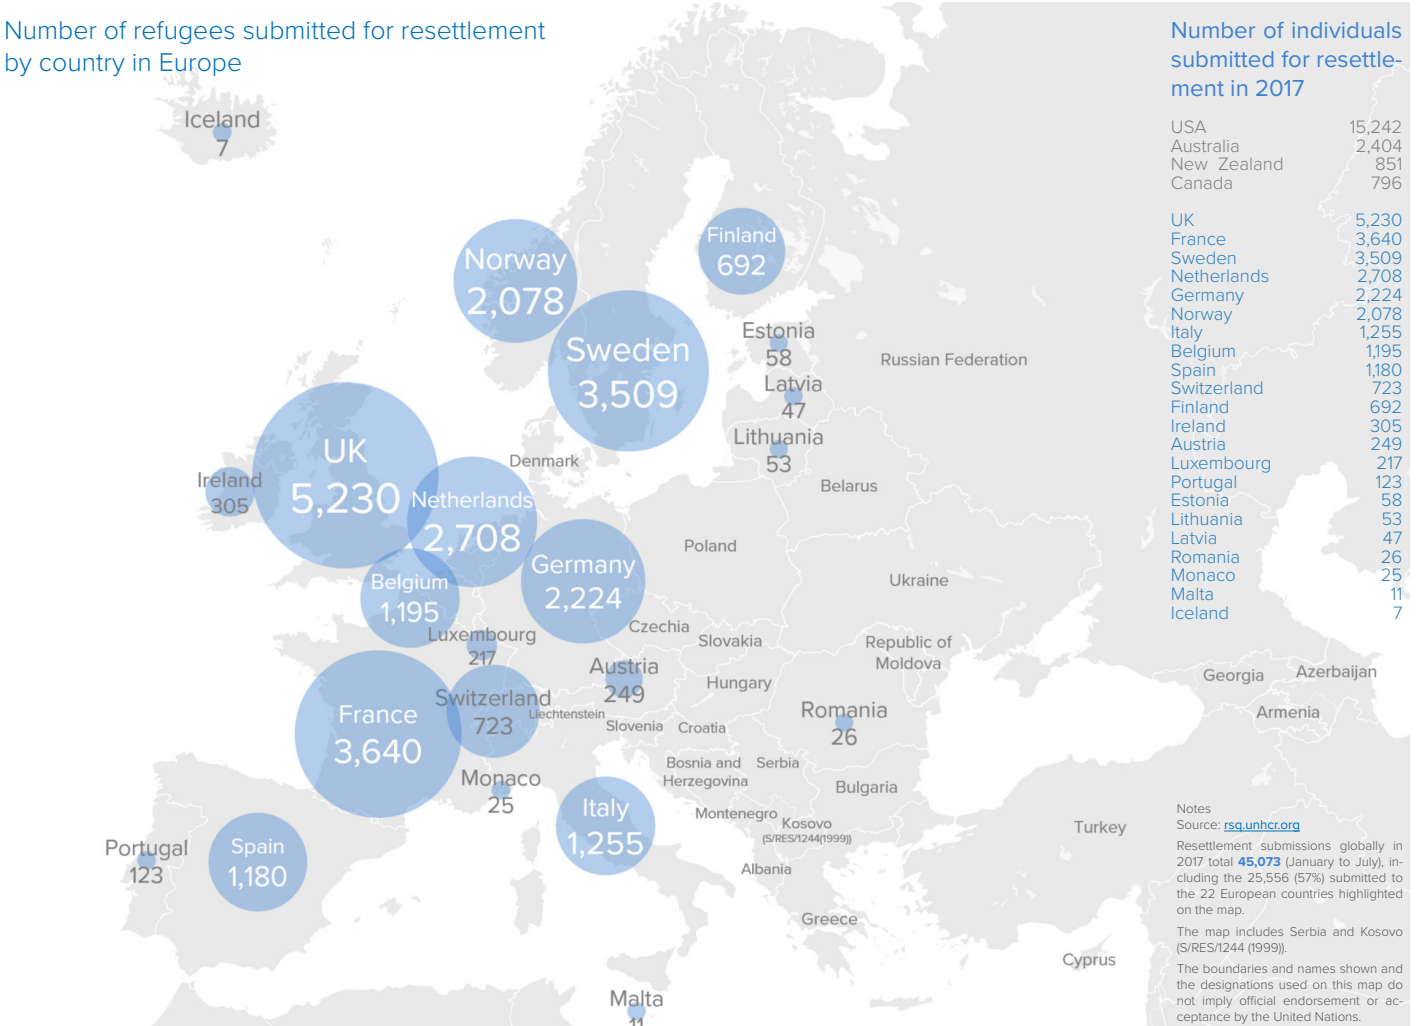 Number of refugees submitted for resettlement
by country in Europe
Number of individuals
submitted for resettle-
ment in 2017
USA 15,242
Australia 2,404
New Zealand 851
Canada 796
UK 5,230
France 3,640
Sweden 3,509
Netherlands 2,708
Germany 2,224
Norway 2,078
Italy 1,255
Belgium 1,195
Spain 1,180
Switzerland 723
Finland 692
Ireland 305
Austria 249
Luxembourg 217
Portugal 123
Estonia 58
Lithuania 53
Latvia 47
Romania 26
Monaco 25
Malta 11
Iceland 7
Iceland
7
Norway
2,078
Finland
692
Sweden
3,509
Estonia
58
Latvia
47
Lithuania
53
Russian Federation
UK
5,230
Ireland
305
Denmark
Netherlands
2,708
Belarus
Poland
Germany
2,224
Belgium
1,195
Ukraine
Luxembourg
217
Czechia
Slovakia
Republic of
Moldova
Austria
249
Hungary
Switzerland
723
Liechtenstein
France
3,640
Slovenia
Croatia
Romania
26
Georgia
Azerbaijan
Armenia
Bosnia and
Herzegovina
Serbia
Monaco
25
Bulgaria
Italy
1,255
Montenegro
Kosovo
(S/RES/1244(1999))
Turkey
Portugal
123
Spain
1,180
Albania
Greece
Cyprus
Malta
11
Notes
Source: rsq.unhcr.org
Resettlement submissions globally in
2017 total 45,073 (January to July), in-
cluding the 25,556 (57%) submitted to
the 22 European countries highlighted
on the map.
The map includes Serbia and Kosovo
(S/RES/1244 (1999)).
The boundaries and names shown and
the designations used on this map do
not imply official endorsement or ac-
ceptance by the United Nations.